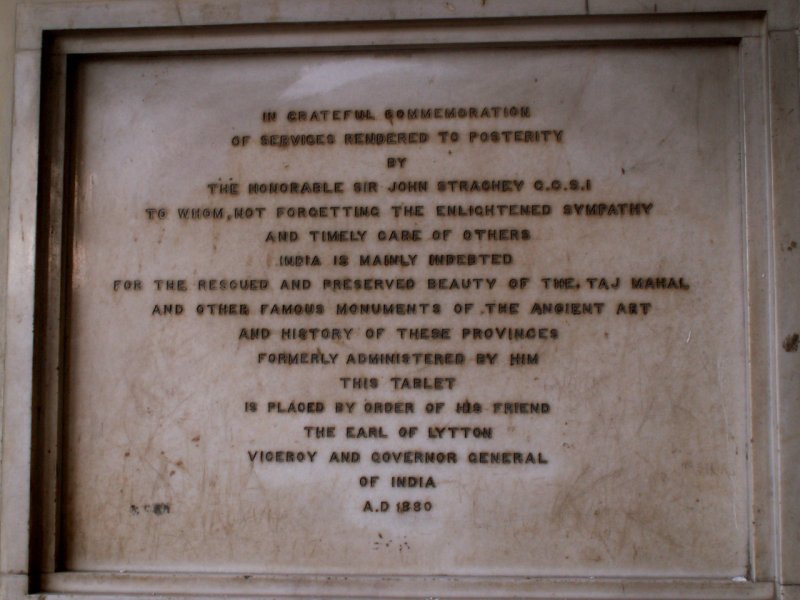 IN GRATEFUL COMMEMORATION
OF SERVICES RENDERED TO POSTERITY
BY
THE HONORABLE SIR JOHN STRACHEY G.C.S.I
TO WHOM, NOT FORGETTING THE ENLIGHTENED SYMPATHY
AND TIMELY CARE OF OTHERS
INDIA IS MAINLY INDEBTED
FOR THE RESCUED AND PRESERVED BEAUTY OF THE. TAJ MAHAL
AND OTHER FAMOUS MONUMENTS OF .THE ANCIENT ART
AND HISTORY OF THESE PROVINCES
FORMERLY ADMINISTERED BY HIM
THIS TABLET
IS PLACED BY ORDER OF HIS FRIEND
THE EARL OF LYTTON
VICEROY AND GOVERNOR GENERAL
OF INDIA
A.D 1880